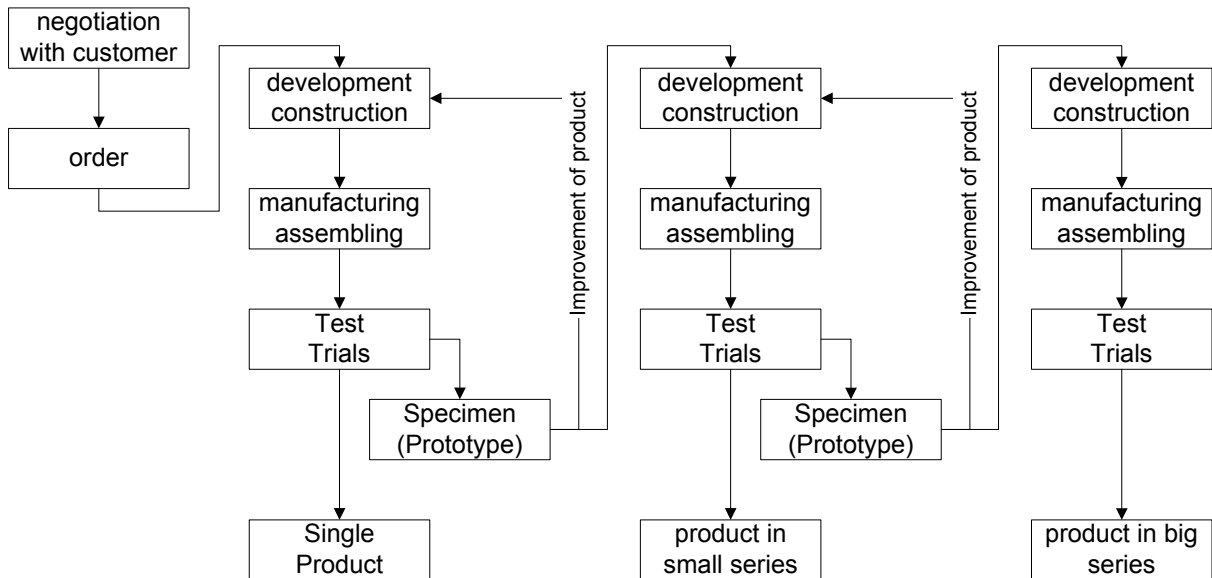 negotiation
with customer
order
development
construction
manufacturing
assembling
Test
Trials
Specimen
(Prototype)
Single
Product
Improvement of product
development
construction
manufacturing
assembling
Test
Trials
Specimen
(Prototype)
product in
small series
Improvement of product
development
construction
manufacturing
assembling
Test
Trials
product in big
series